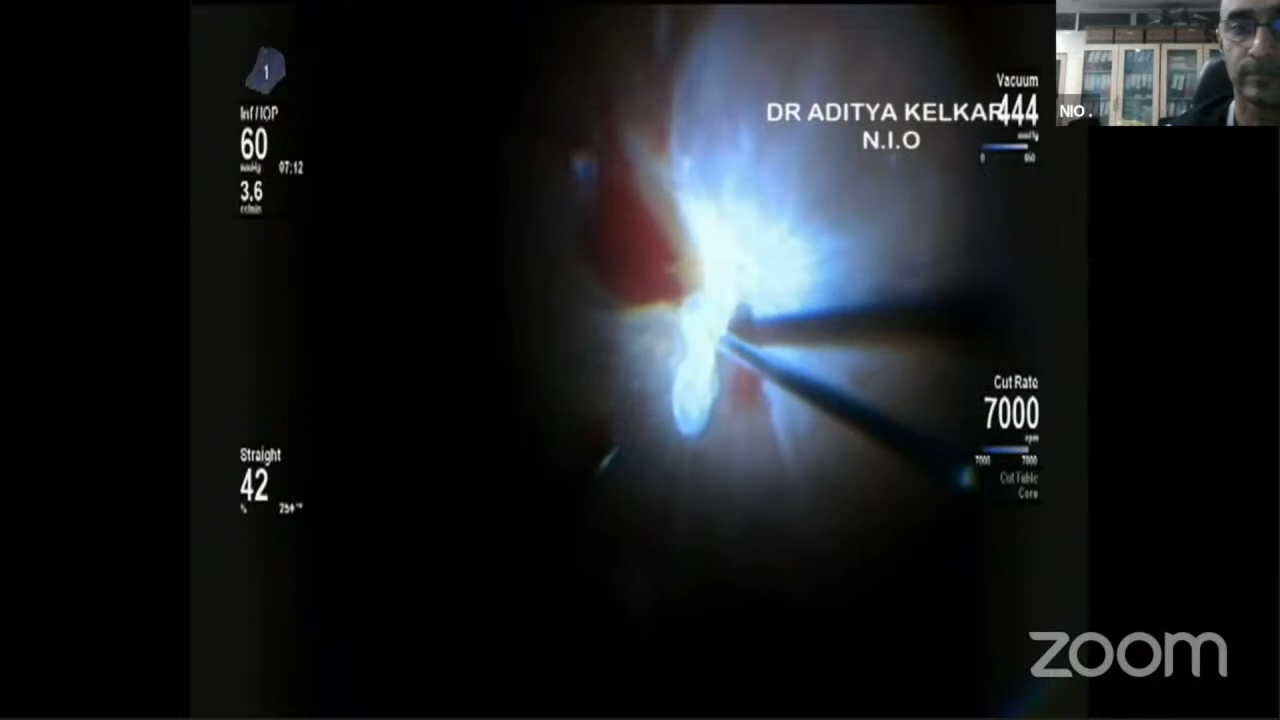 1
Inf/IOP
60
mmHg
07:12
3.6
cc/min
Vacuum
444
mmHg
0 650
DR ADITYA KELKAR
N.I.O
NIO .
Cut Rate
7000
cpm
7000 7000
Cut Table
Core
Straight
42
%
zoom